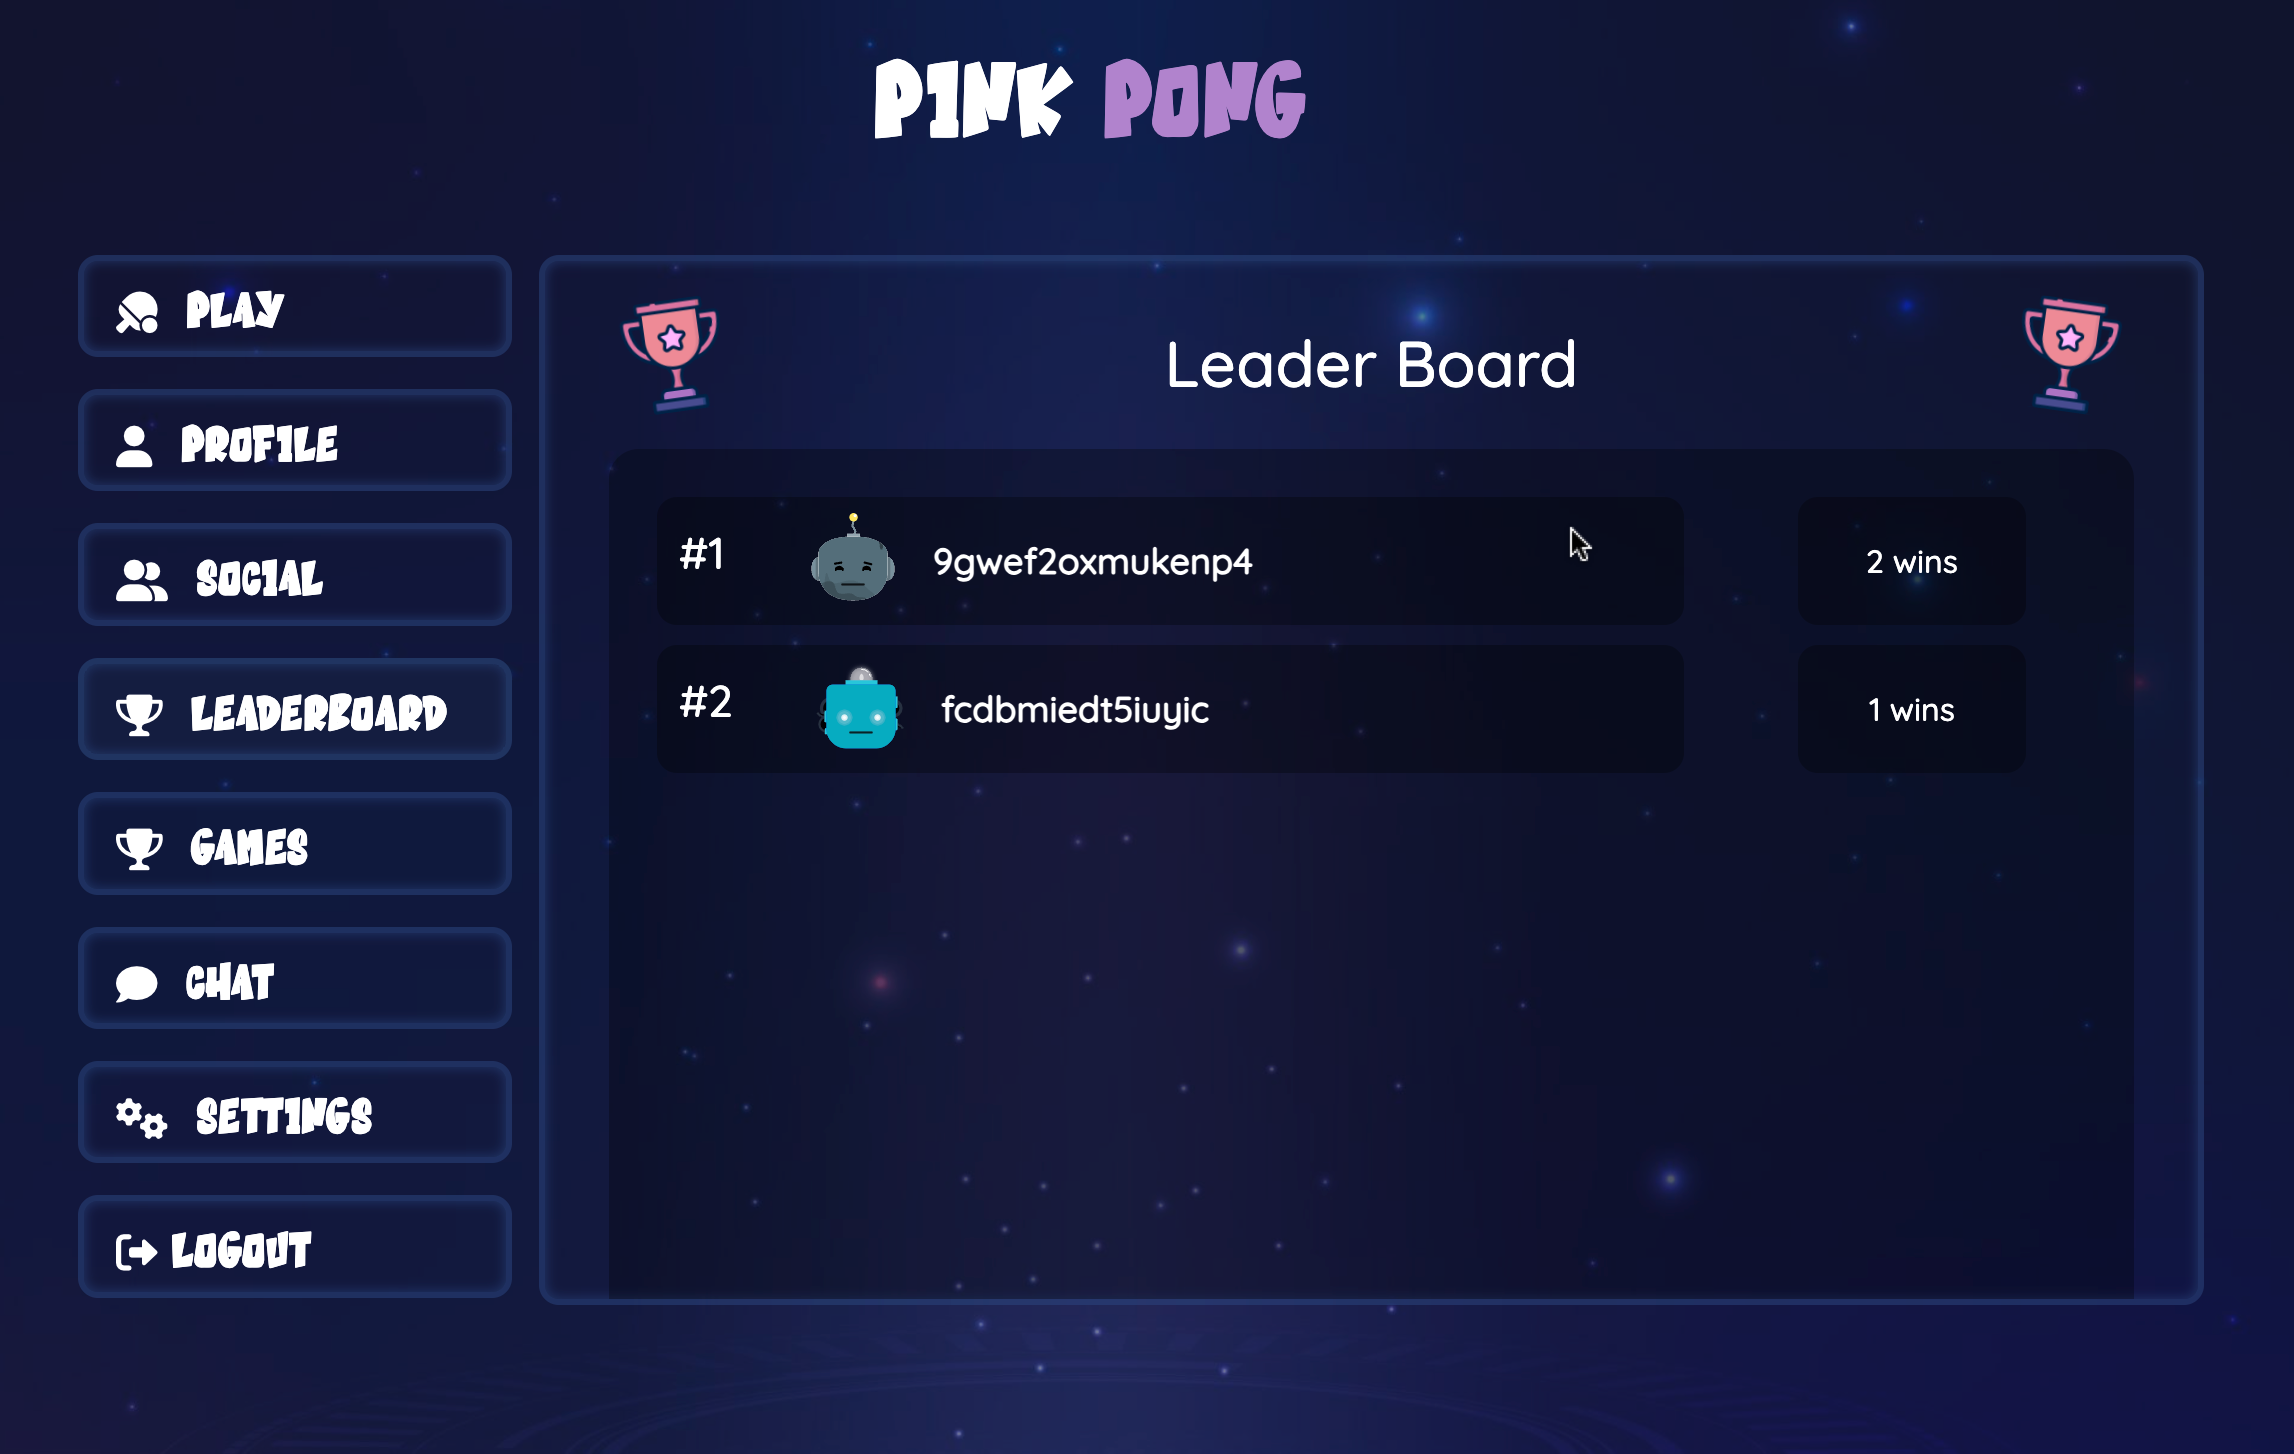 PINK PONG
PLAY
PROFILE
SOCIAL
LEADERBOARD
GAMES
CHAT
SETTINGS
LOGOUT
Leader Board
#1 9gwef2oxmukenp4 2 wins
#2 fcdbmiedt5iuyic 1 wins